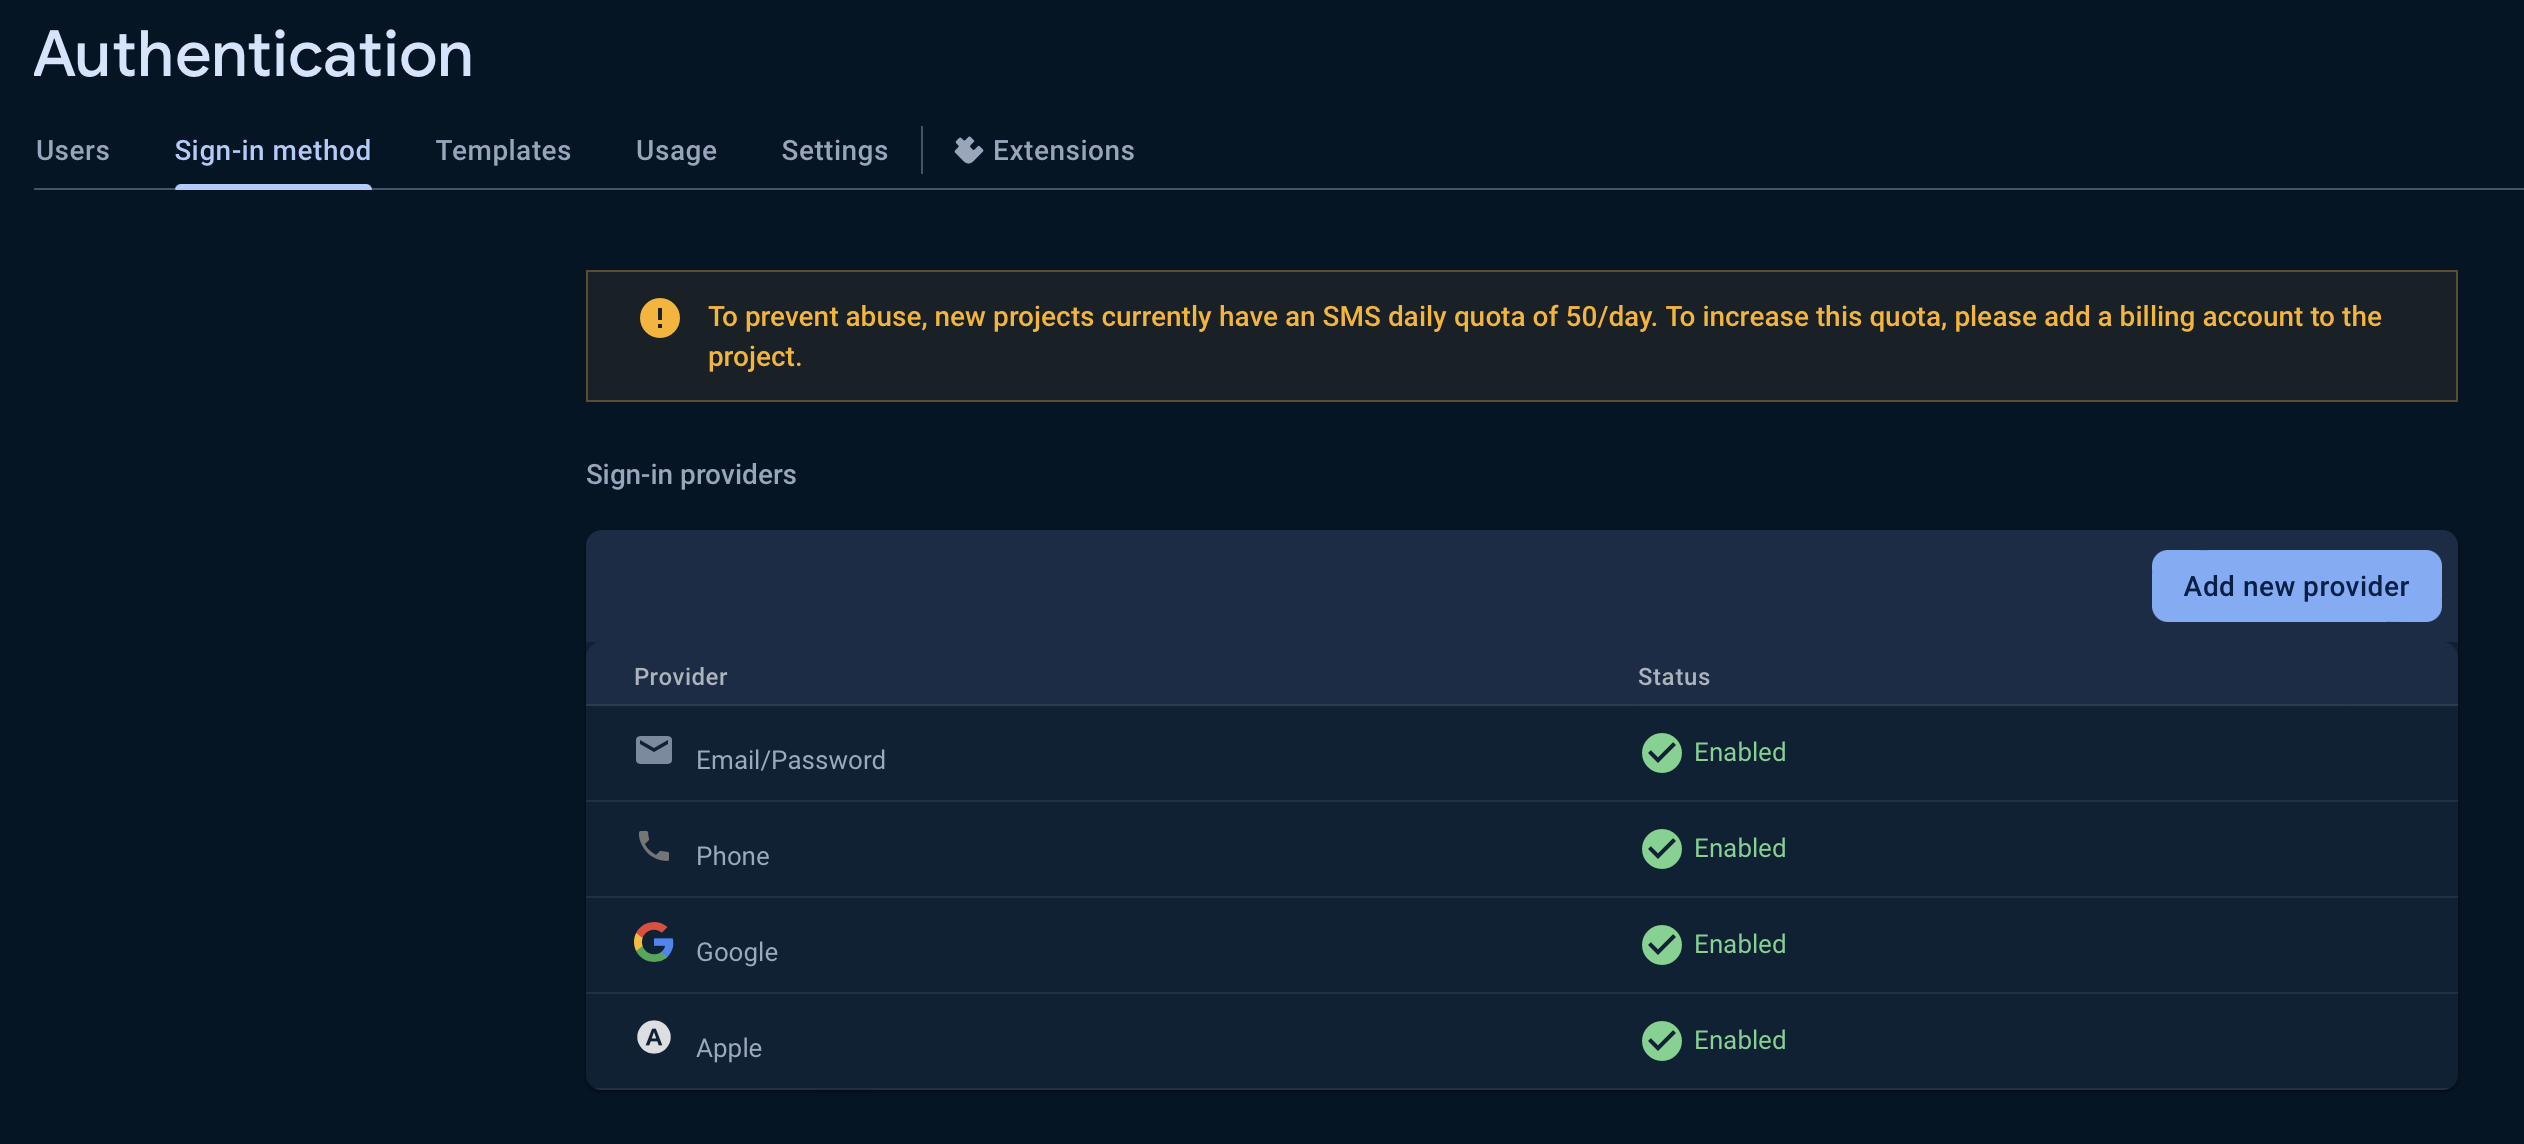 Authentication
Users Sign-in method Templates Usage Settings Extensions
To prevent abuse, new projects currently have an SMS daily quota of 50/day. To increase this quota, please add a billing account to the
project.
Sign-in providers
Add new provider
Provider Status
Email/Password Enabled
Phone Enabled
Google Enabled
A Apple Enabled